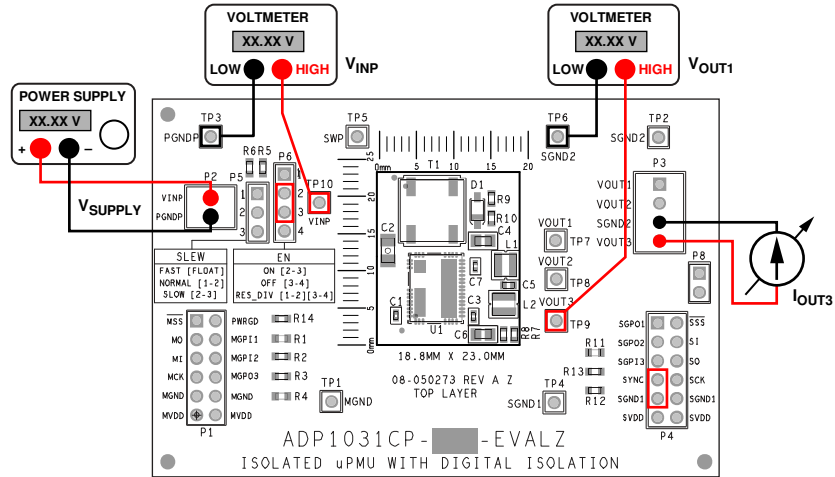 VOLTMETER
XX.XX V
LOW
HIGH
VINP
VOLTMETER
XX.XX V
LOW
HIGH
VOUT1
POWER SUPPLY
XX.XX V
+
−
VSUPPLY
TP3
PGNDP
TP5
SWP
TP6
SGND2
TP2
SGND2
R6R5
P6
1
2
3
4
P2
VINP
PGNDP
P5
1
2
3
TP10
VINP
25
20
15
10
5
0mm
0mm
5
10
15
20
T1
D1
R9
R10
C4
C2
L1
C7
C5
C1
C3
L2
U1
C6
R8
R7
18.8MM X 23.0MM
SLEW
FAST [FLOAT]
NORMAL [1-2]
SLOW [2-3]
EN
ON [2-3]
OFF [3-4]
RES_DIV [1-2][3-4]
VOUT1
TP7
VOUT2
TP8
VOUT3
TP9
P3
VOUT1
VOUT2
SGND2
VOUT3
IOUT3
P8
MSS
PWRGD
R14
MO
MGPI1
R1
MI
MGPI2
R2
MCK
MGPO3
R3
MGND
MGND
R4
MVDD
MVDD
P1
TP1
MGND
08-050273 REV A Z
TOP LAYER
TP4
SGND1
R11
R13
R12
SGPO1
SSS
SGPO2
SI
SGPI3
SO
SYNC
SCK
SGND1
SGND1
SVDD
SVDD
P4
ADP1031CP-
-EVALZ
ISOLATED uPMU WITH DIGITAL ISOLATION